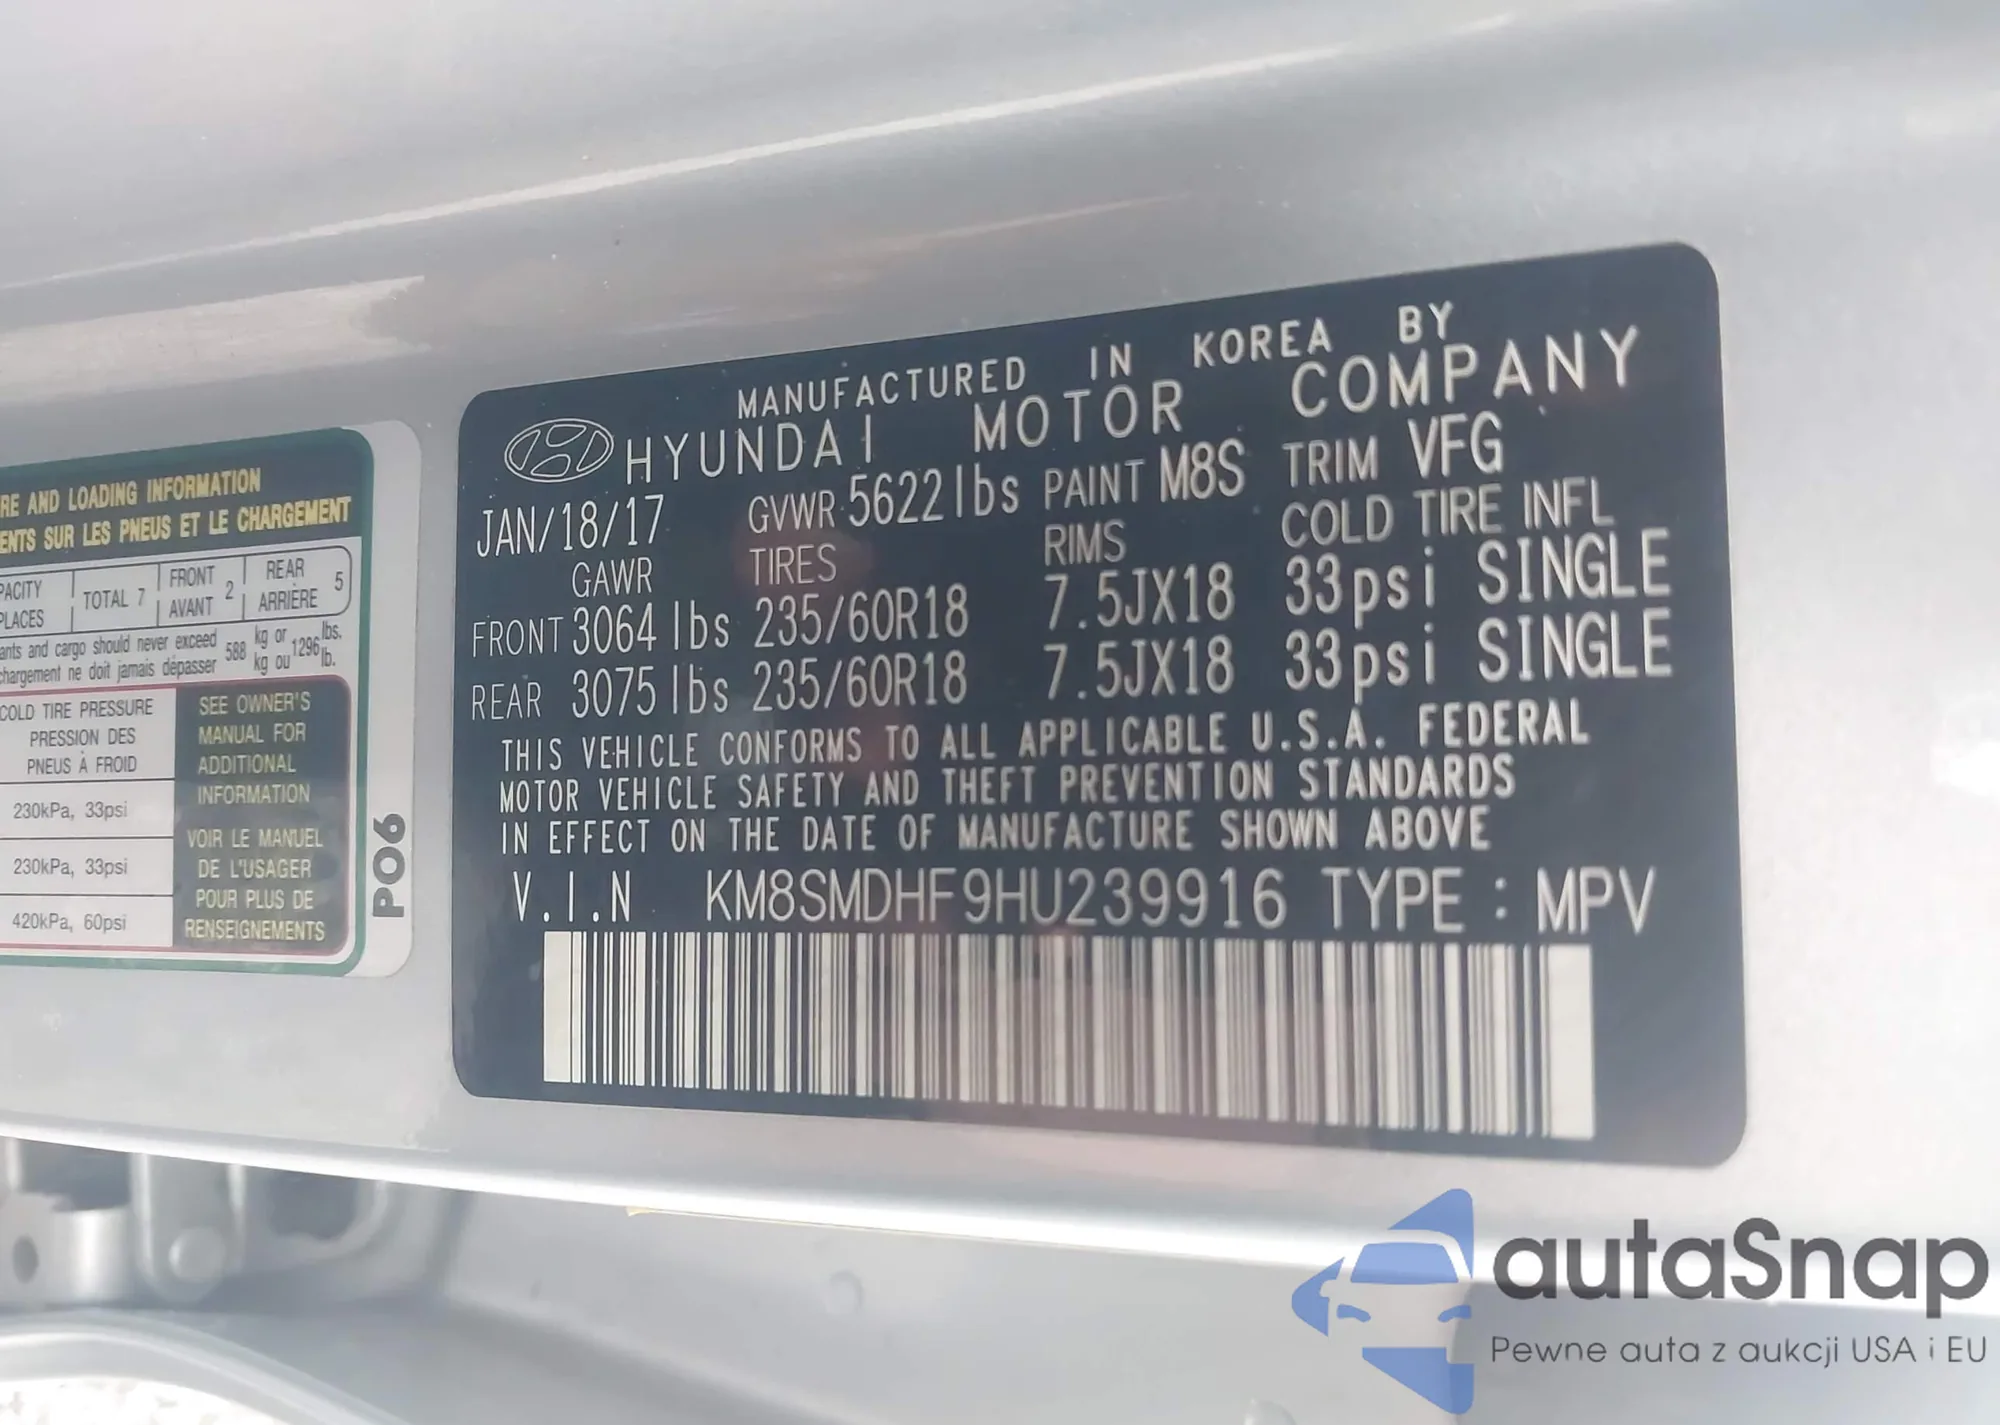 RE AND LOADING INFORMATION
ENTS SUR LES PNEUS ET LE CHARGEMENT
PACITY
PLACES
TOTAL 7
FRONT
AVANT 2
REAR
ARRIÈRE 5
ants and cargo should never exceed
chargement ne doit jamais dépasser
588
kg or
kg ou
1296
lbs.
lb.
COLD TIRE PRESSURE
PRESSION DES
PNEUS À FROID
230kPa, 33psi
230kPa, 33psi
420kPa, 60psi
SEE OWNER'S
MANUAL FOR
ADDITIONAL
INFORMATION
VOIR LE MANUEL
DE L'USAGER
POUR PLUS DE
RENSEIGNEMENTS
P06
MANUFACTURED IN KOREA BY
HYUNDAI MOTOR COMPANY
JAN/18/17 GVWR 5622lbs PAINT M8S TRIM VFG
GAWR TIRES RIMS COLD TIRE INFL
FRONT 3064 lbs 235/60R18 7.5JX18 33psi SINGLE
REAR 3075 lbs 235/60R18 7.5JX18 33psi SINGLE
THIS VEHICLE CONFORMS TO ALL APPLICABLE U.S.A. FEDERAL
MOTOR VEHICLE SAFETY AND THEFT PREVENTION STANDARDS
IN EFFECT ON THE DATE OF MANUFACTURE SHOWN ABOVE
V.I.N KM8SMDHF9HU239916 TYPE : MPV
autaSnap
Pewne auta z aukcji USA i EU